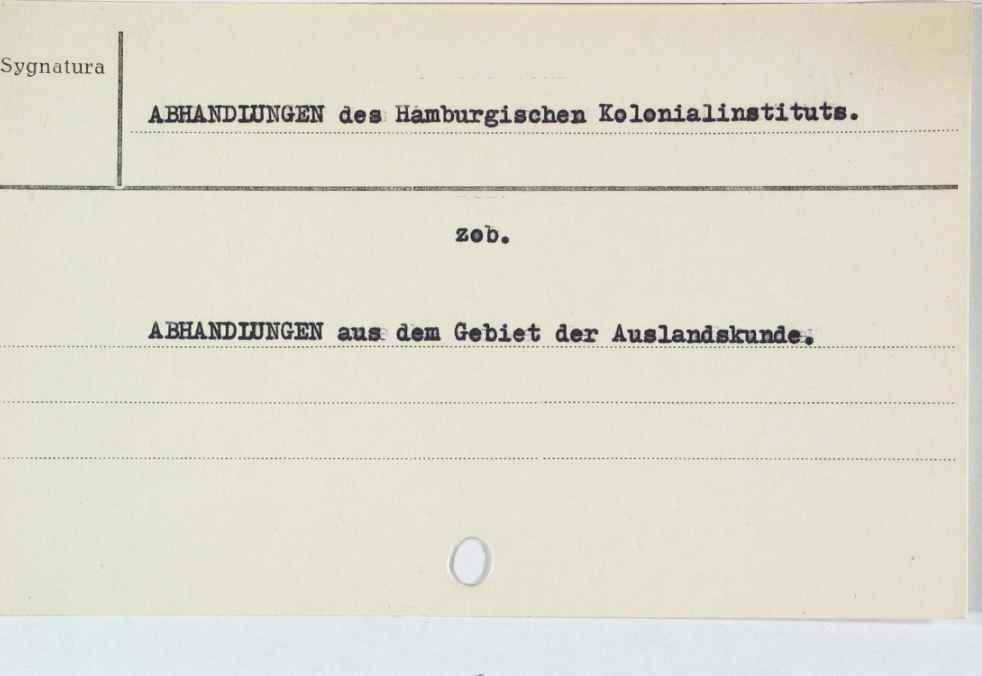 Sygnatura
ABHANDLUNGEN des Hamburgischen Kolonialinstituts.
zob.
ABHANDLUNGEN aus dem Gebiet der Auslandskunde.